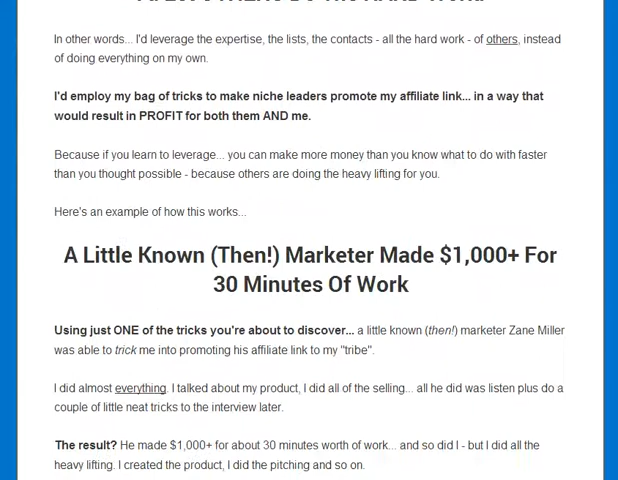 In other words... I'd leverage the expertise, the lists, the contacts - all the hard work - of others, instead
of doing everything on my own.
I'd employ my bag of tricks to make niche leaders promote my affiliate link... in a way that
would result in PROFIT for both them AND me.
Because if you learn to leverage... you can make more money than you know what to do with faster
than you thought possible - because others are doing the heavy lifting for you.
Here's an example of how this works...
A Little Known (Then!) Marketer Made $1,000+ For
30 Minutes Of Work
Using just ONE of the tricks you're about to discover... a little known (then!) marketer Zane Miller
was able to trick me into promoting his affiliate link to my "tribe".
I did almost everything. I talked about my product, I did all of the selling... all he did was listen plus do a
couple of little neat tricks to the interview later.
The result? He made $1,000+ for about 30 minutes worth of work... and so did I - but I did all the
heavy lifting. I created the product, I did the pitching and so on.